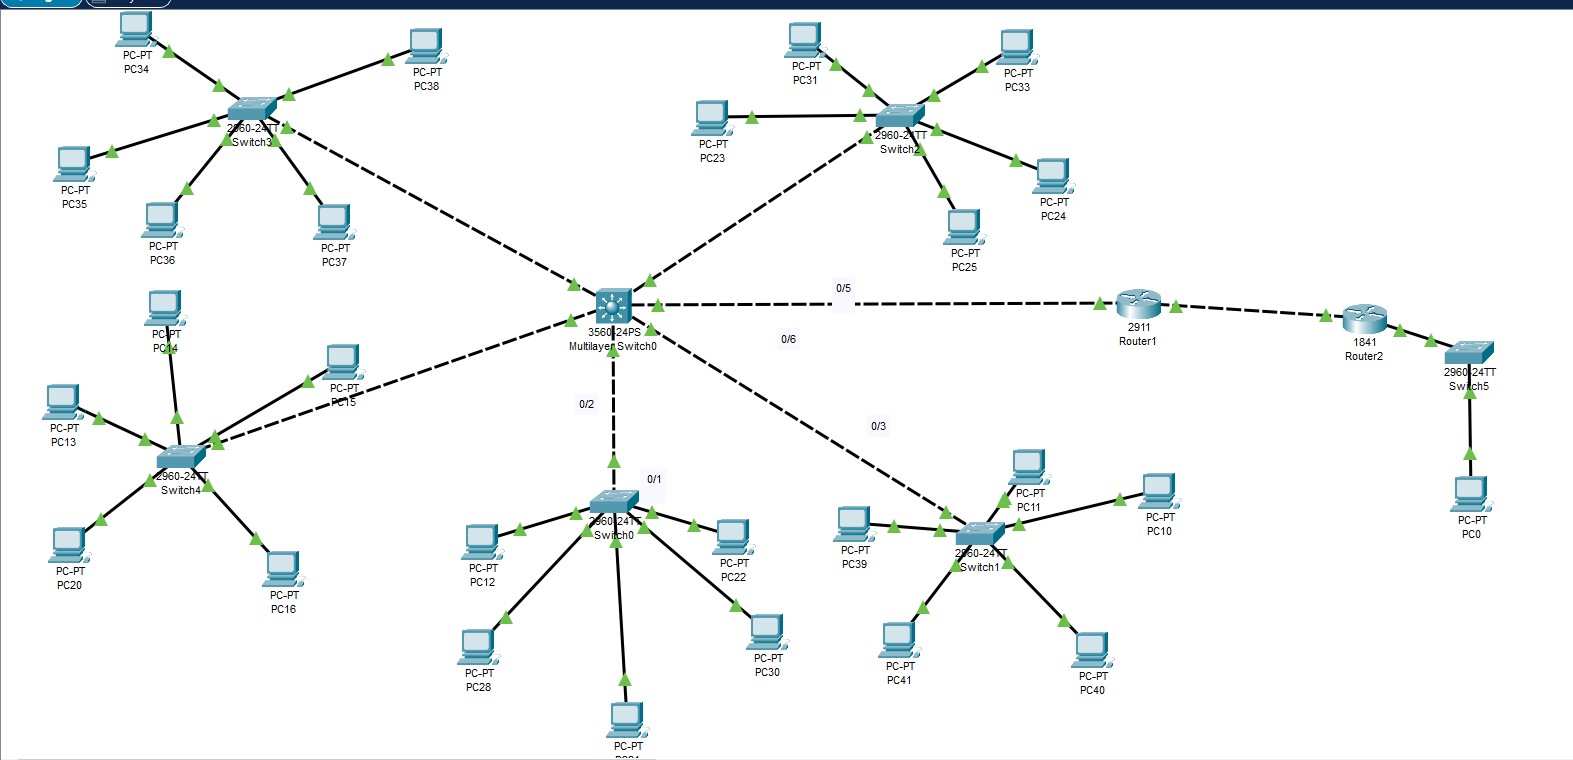 PC-PT
PC34
PC-PT
PC38
2960-24TT
Switch3
PC-PT
PC35
PC-PT
PC36
PC-PT
PC37
PC-PT
PC31
PC-PT
PC33
PC-PT
PC23
2960-24TT
Switch2
PC-PT
PC24
PC-PT
PC25
0/5
3560-24PS
Multilayer Switch0
0/6
2911
Router1
1841
Router2
2960-24TT
Switch5
PC-PT
PC0
PC-PT
PC14
PC-PT
PC15
PC-PT
PC13
2960-24TT
Switch4
PC-PT
PC20
PC-PT
PC16
0/2
0/3
0/1
2960-24TT
Switch0
PC-PT
PC12
PC-PT
PC22
PC-PT
PC28
PC-PT
PC30
PC-PT
PC-PT
PC11
PC-PT
PC10
PC-PT
PC39
2960-24TT
Switch1
PC-PT
PC41
PC-PT
PC40